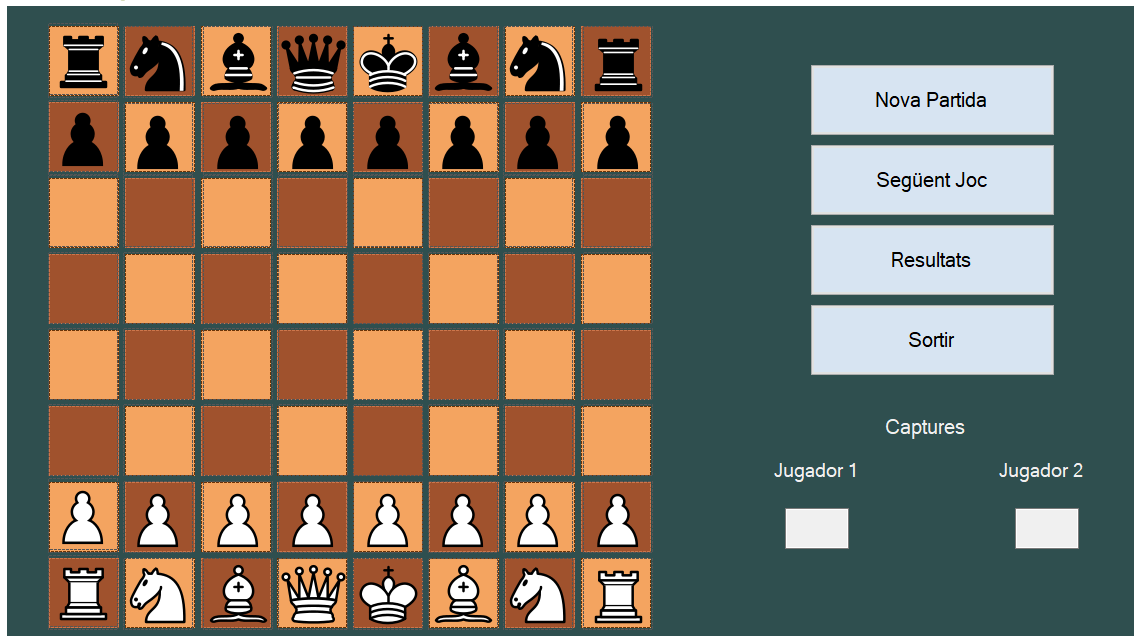 Nova Partida
Següent Joc
Resultats
Sortir
Captures
Jugador 1
Jugador 2